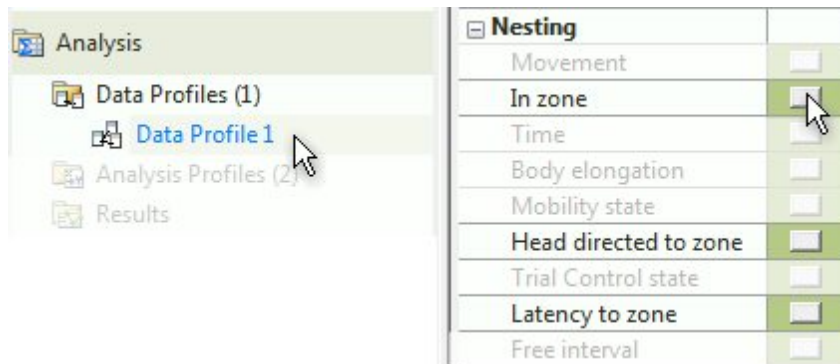 Analysis
Data Profiles (1)
Data Profile 1
Analysis Profiles (2)
Results
Nesting
Movement
In zone
Time
Body elongation
Mobility state
Head directed to zone
Trial Control state
Latency to zone
Free interval